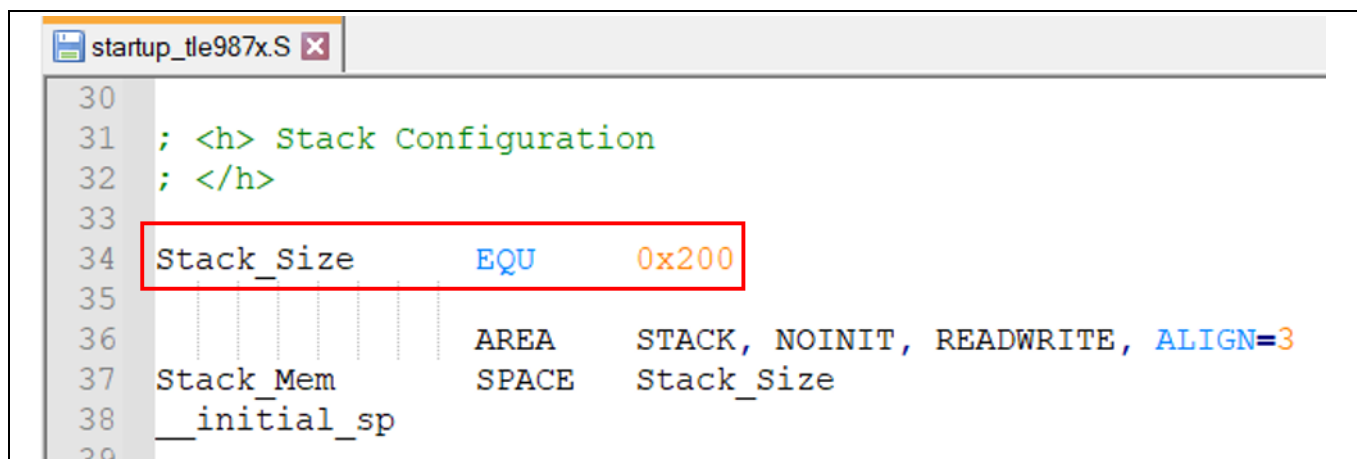 startup_tle987x.S
30
31 ; <h> Stack Configuration
32 ; </h>
33
34 Stack_Size EQU 0x200
35
36 AREA STACK, NOINIT, READWRITE, ALIGN=3
37 Stack_Mem SPACE Stack_Size
38 __initial_sp
39